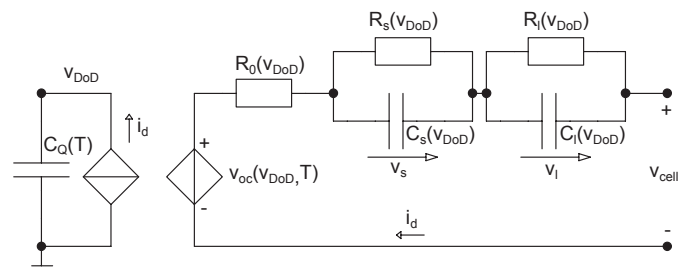 R_s(v_DoD)
R_l(v_DoD)
v_DoD
R_0(v_DoD)
i_d
+
C_Q(T)
C_s(v_DoD)
C_l(v_DoD)
+
v_s
v_l
v_oc(v_DoD,T)
v_cell
-
i_d
-